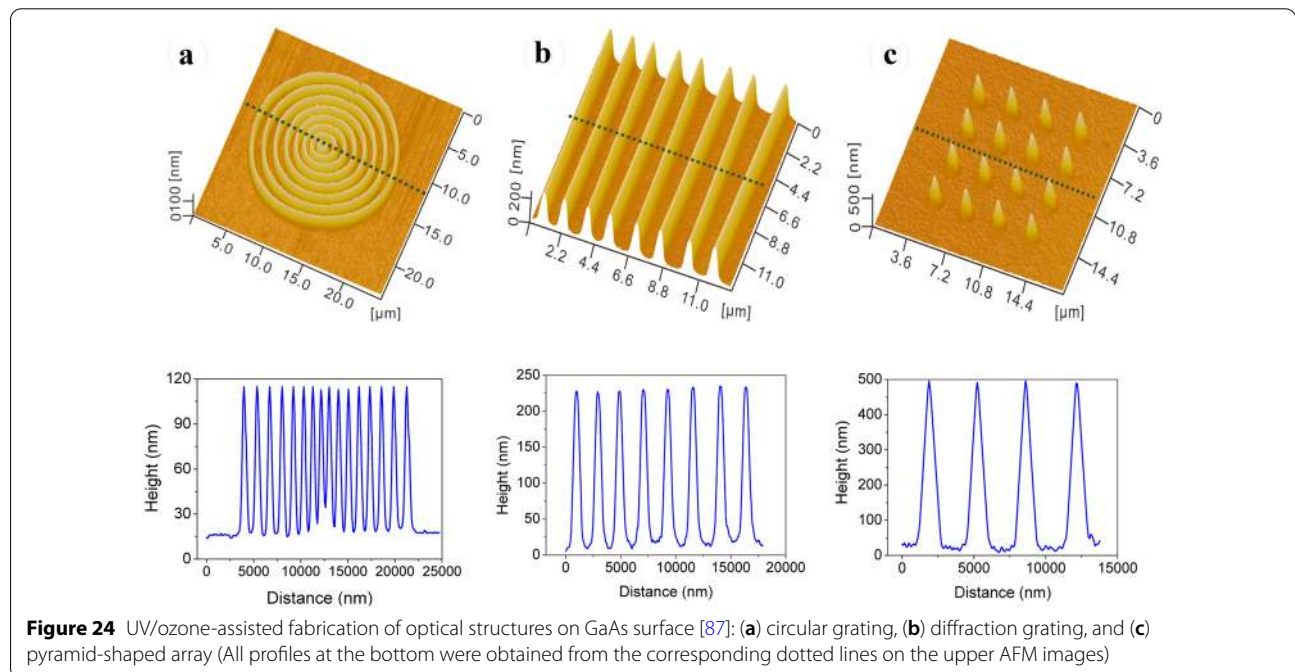 a
b
c
0
5.0
10.0
15.0
20.0
[µm]
5.0
10.0
15.0
20.0
0100 [nm]
0
2.2
4.4
6.6
8.8
11.0
2.2
4.4
6.6
8.8
11.0
0 200 [nm]
0
3.6
7.2
10.8
14.4
[µm]
3.6
7.2
10.8
14.4
0 500 [nm]
120
90
60
30
0
Height (nm)
0 5000 10000 15000 20000 25000
Distance (nm)
250
200
150
100
50
0
Height (nm)
0 5000 10000 15000 20000
Distance (nm)
500
400
300
200
100
0
Height (nm)
0 5000 10000 15000
Distance (nm)
Figure 24 UV/ozone-assisted fabrication of optical structures on GaAs surface [87]: (a) circular grating, (b) diffraction grating, and (c)
pyramid-shaped array (All profiles at the bottom were obtained from the corresponding dotted lines on the upper AFM images)